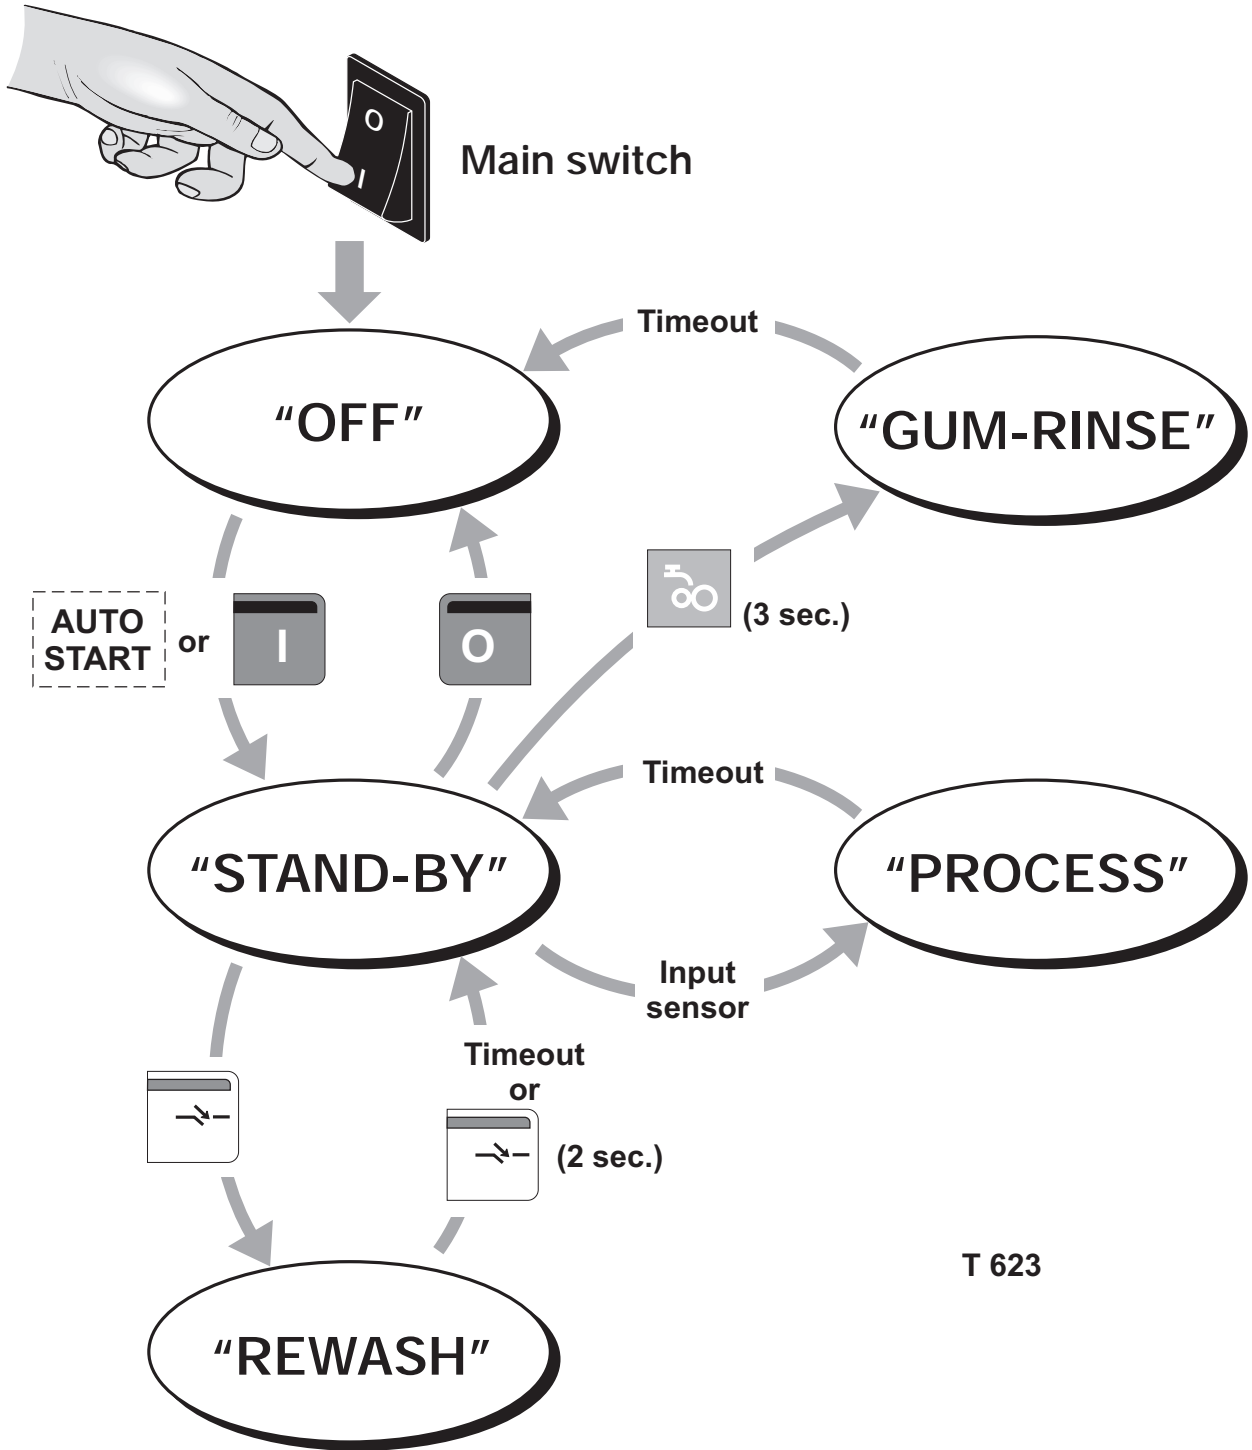 O
I
Main switch
Timeout
“OFF”
“GUM-RINSE”
AUTO
START
or
I
O
(3 sec.)
Timeout
“STAND-BY”
“PROCESS”
Input
sensor
Timeout
or
(2 sec.)
T 623
“REWASH”